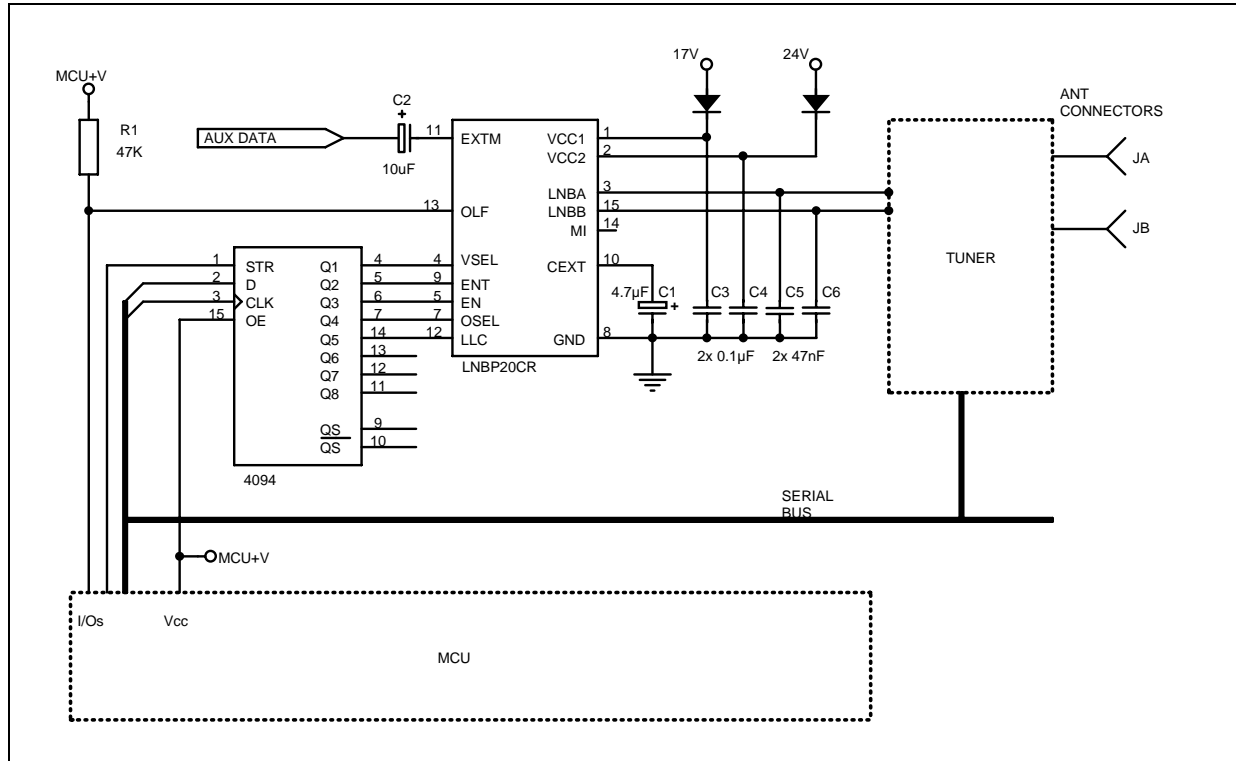 MCU+V
R1
47K
AUX DATA
C2
+
10uF
17V
24V
ANT
CONNECTORS
JA
JB
11 EXTM
13 OLF
4 VSEL
9 ENT
5 EN
7 OSEL
12 LLC
VCC1 1
VCC2 2
LNBA 3
LNBB 15
MI 14
CEXT 10
GND 8
LNBP20CR
4.7µF C1
+
C3 C4 C5 C6
2x 0.1µF 2x 47nF
TUNER
1 STR
2 D
3 CLK
15 OE
Q1 4
Q2 5
Q3 6
Q4 7
Q5 14
Q6 13
Q7 12
Q8 11
QS 9
QS 10
4094
SERIAL
BUS
MCU+V
I/Os Vcc
MCU